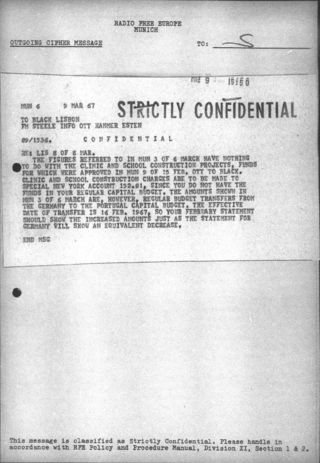 RADIO FREE EUROPE
MUNICH
OUTGOING CIPHER MESSAGE
TO: S
MUN 6 9 MAR 67
STRICTLY CONFIDENTIAL
TO BLACK LISBON
FM STEELE INFO OTT HAMMER ESTEN
89/1536.
C O N F I D E N T I A L
RE: LIS 8 OF 8 MAR.
THE FIGURES REFERRED TO IN MUN 3 OF 6 MARCH HAVE NOTHING
TO DO WITH THE CLINIC AND SCHOOL CONSTRUCTION PROJECTS, FUNDS
FOR WHICH WERE APPROVED IN MUN 9 OF 15 FEB. OTT TO BLACK.
CLINIC AND SCHOOL CONSTRUCTION CHARGES ARE TO BE MADE TO
SPECIAL NEW YORK ACCOUNT SINCE YOU DO NOT HAVE THE
FUNDS IN YOUR REGULAR CAPITAL BUDGET. THE AMOUNTS SHOWN IN
MUN 3 OF 6 MARCH ARE, HOWEVER, REGULAR BUDGET TRANSFERS FROM
THE GERMANY TO THE PORTUGAL CAPITAL BUDGET. THE EFFECTIVE
DATE OF TRANSFER IS 14 FEB. 1967, SO YOUR FEBRUARY STATEMENT
SHOULD SHOW THE INCREASED AMOUNTS JUST AS THE STATEMENT FOR
GERMANY WILL SHOW AN EQUIVALENT DECREASE.
END MSG
This message is classified as Strictly Confidential. Please handle in
accordance with RFE Policy and Procedure Manual, Division XI, Section 1 & 2.